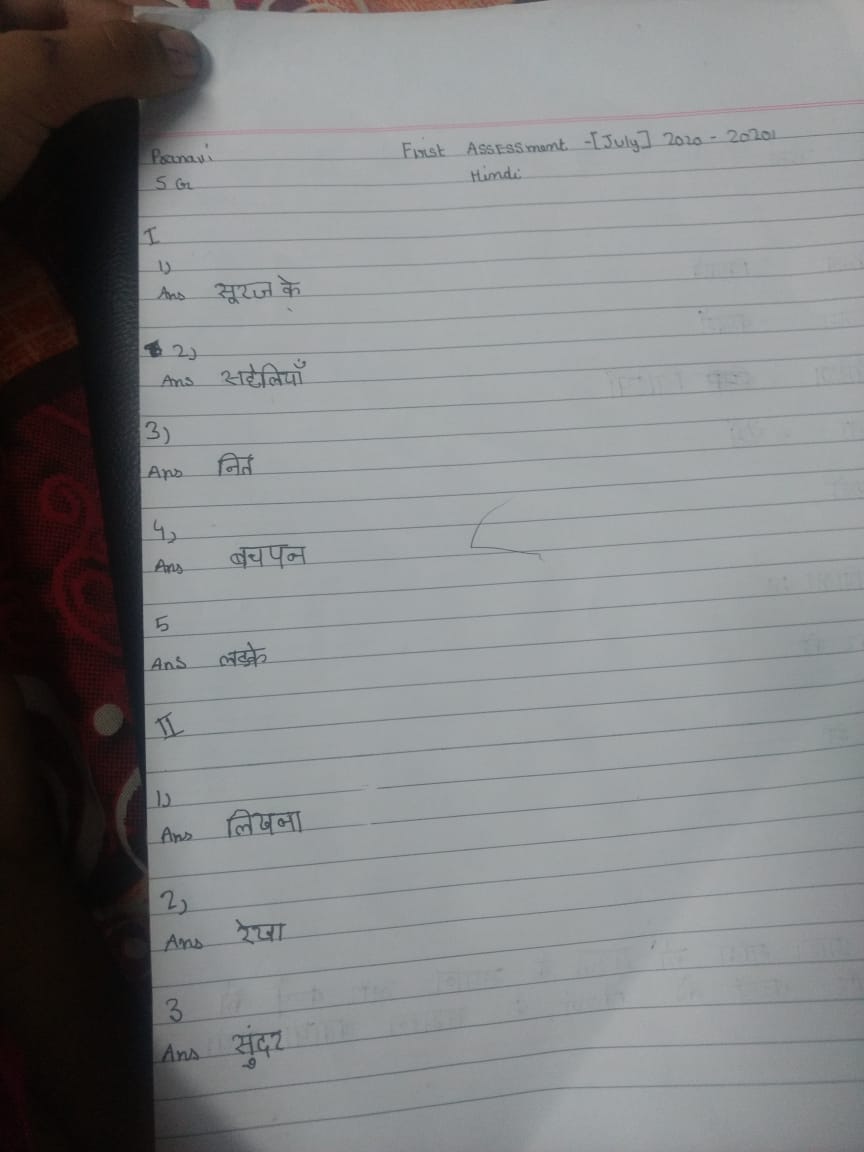 Pranavi First Assessment -[July] 2020 - 20201
5 G Hindi
I
1)
Ans सूरज के
2)
Ans सहेलियाँ
3)
Ans नित
4)
Ans बचपन
5
Ans लडके
II
1)
Ans लिखना
2)
Ans रेखा
3
Ans सुंदर